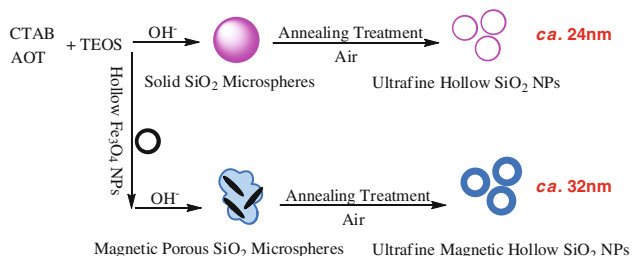 CTAB
AOT
+ TEOS
OH⁻
Annealing Treatment
Air
ca. 24nm
Solid SiO₂ Microspheres
Ultrafine Hollow SiO₂ NPs
Hollow Fe₃O₄ NPs
OH⁻
Annealing Treatment
Air
ca. 32nm
Magnetic Porous SiO₂ Microspheres
Ultrafine Magnetic Hollow SiO₂ NPs